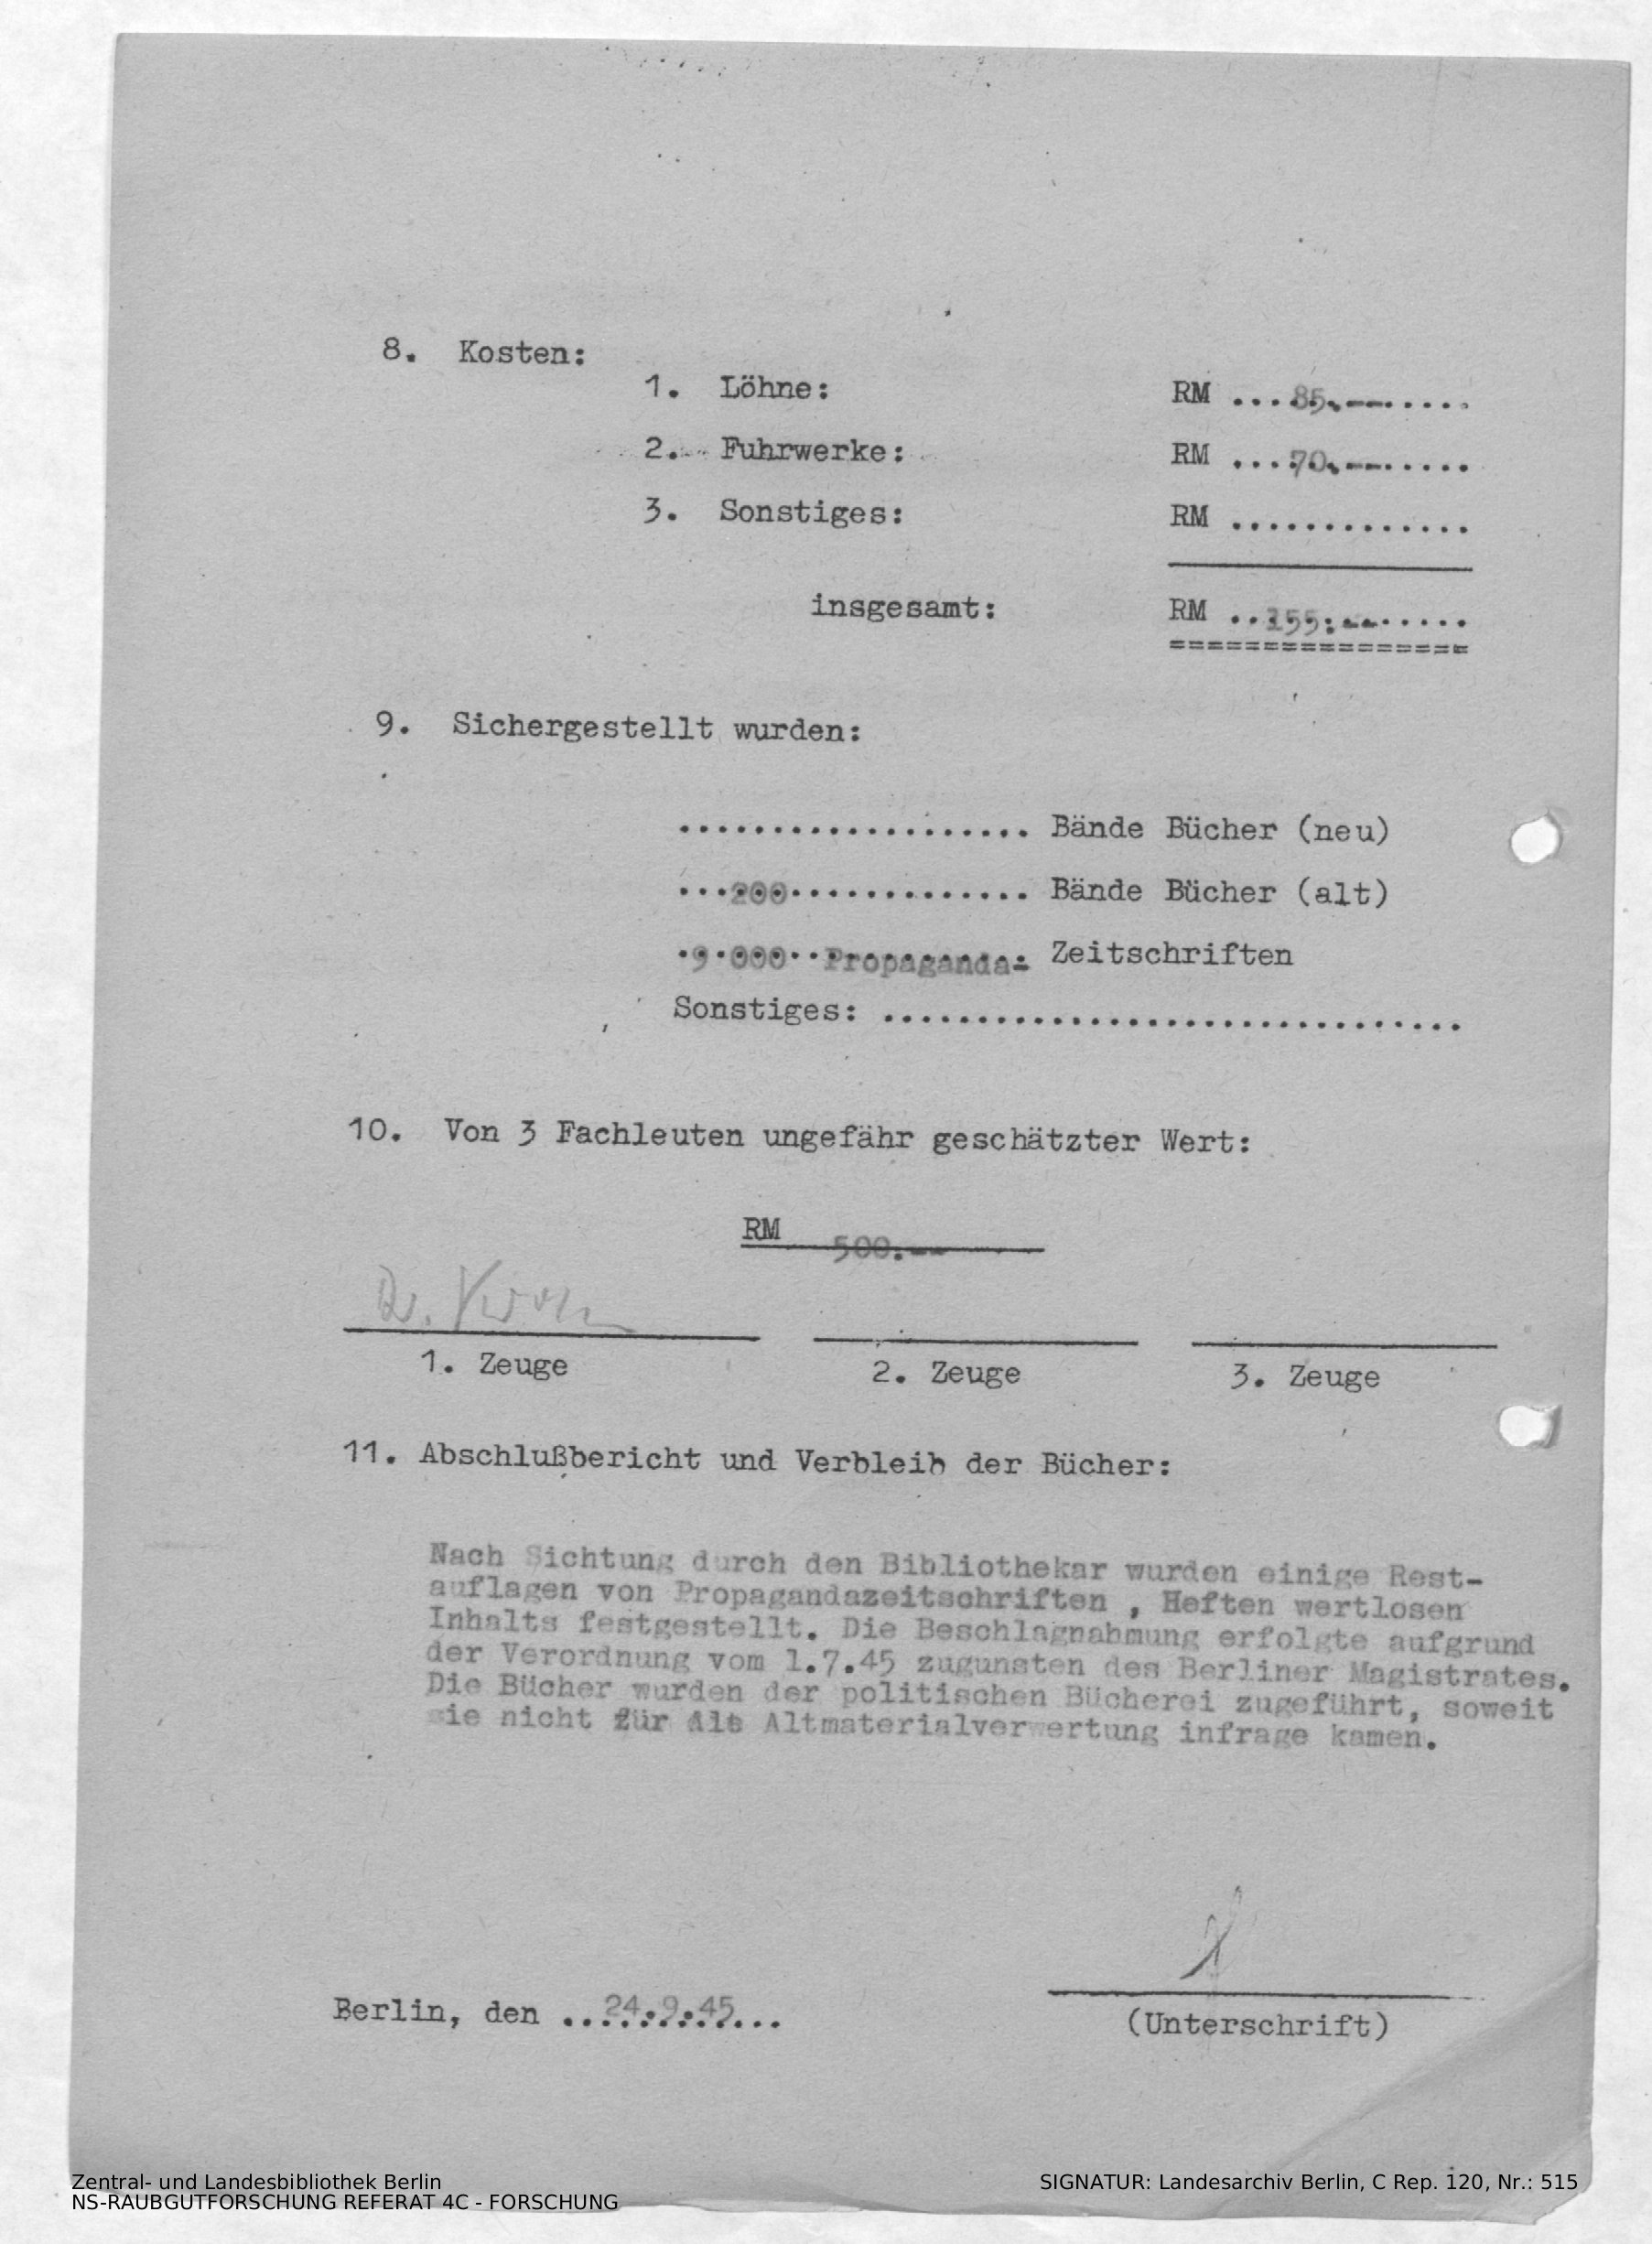 8. Kosten:
1. Löhne: RM ...85.--.....
2. Fuhrwerke: RM ...70.--.....
3. Sonstiges: RM .............
insgesamt: RM ..155.--.....
================
9. Sichergestellt wurden:
................... Bände Bücher (neu)
...200............. Bände Bücher (alt)
.9.000..Propaganda- Zeitschriften
Sonstiges: ...............................
10. Von 3 Fachleuten ungefähr geschätzter Wert:
RM 500.--
1. Zeuge 2. Zeuge 3. Zeuge
11. Abschlußbericht und Verbleib der Bücher:
Nach Sichtung durch den Bibliothekar wurden einige Rest-
auflagen von Propagandazeitschriften , Heften wertlosen
Inhalts festgestellt. Die Beschlagnahmung erfolgte aufgrund
der Verordnung vom 1.7.45 zugunsten des Berliner Magistrates.
Die Bücher wurden der politischen Bücherei zugeführt, soweit
sie nicht für als Altmaterialverwertung infrage kamen.
Berlin, den ..24.9.45...
(Unterschrift)
Zentral- und Landesbibliothek Berlin
NS-RAUBGUTFORSCHUNG REFERAT 4C - FORSCHUNG
SIGNATUR: Landesarchiv Berlin, C Rep. 120, Nr.: 515